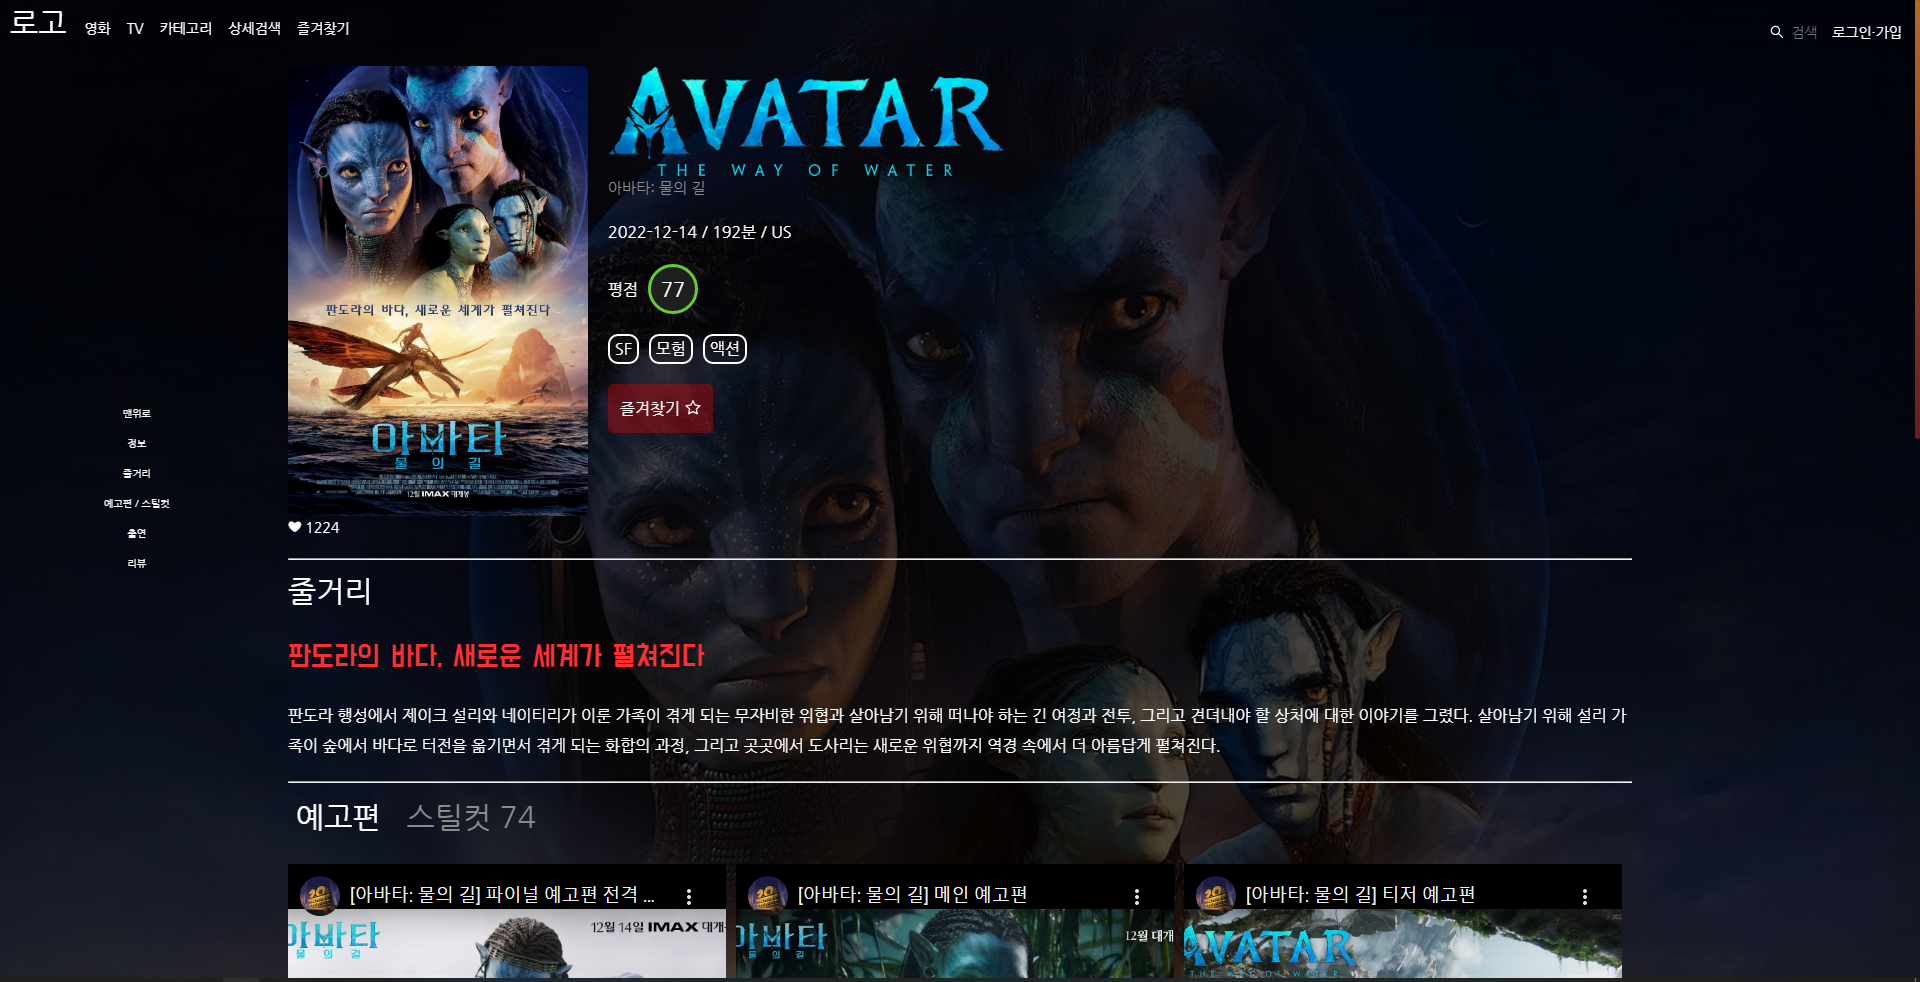 로고 영화 TV 카테고리 상세검색 즐겨찾기 검색 로그인·가입
AVATAR
THE WAY OF WATER
아바타: 물의 길
2022-12-14 / 192분 / US
평점 77
SF 모험 액션
즐겨찾기
판도라의 바다, 새로운 세계가 펼쳐진다
아바타
물의 길
12월 IMAX 대개봉
1224
맨위로
정보
줄거리
예고편 / 스틸컷
출연
리뷰
줄거리
판도라의 바다, 새로운 세계가 펼쳐진다
판도라 행성에서 제이크 설리와 네이티리가 이룬 가족이 겪게 되는 무자비한 위협과 살아남기 위해 떠나야 하는 긴 여정과 전투, 그리고 견뎌내야 할 상처에 대한 이야기를 그렸다. 살아남기 위해 설리 가
족이 숲에서 바다로 터전을 옮기면서 겪게 되는 화합의 과정, 그리고 곳곳에서 도사리는 새로운 위협까지 역경 속에서 더 아름답게 펼쳐진다.
예고편 스틸컷 74
[아바타: 물의 길] 파이널 예고편 전격 ...
아바타
물의 길
12월 14일 IMAX 대개
[아바타: 물의 길] 메인 예고편
아바타
물의 길
12월 대개
[아바타: 물의 길] 티저 예고편
AVATAR
THE WAY OF WATER